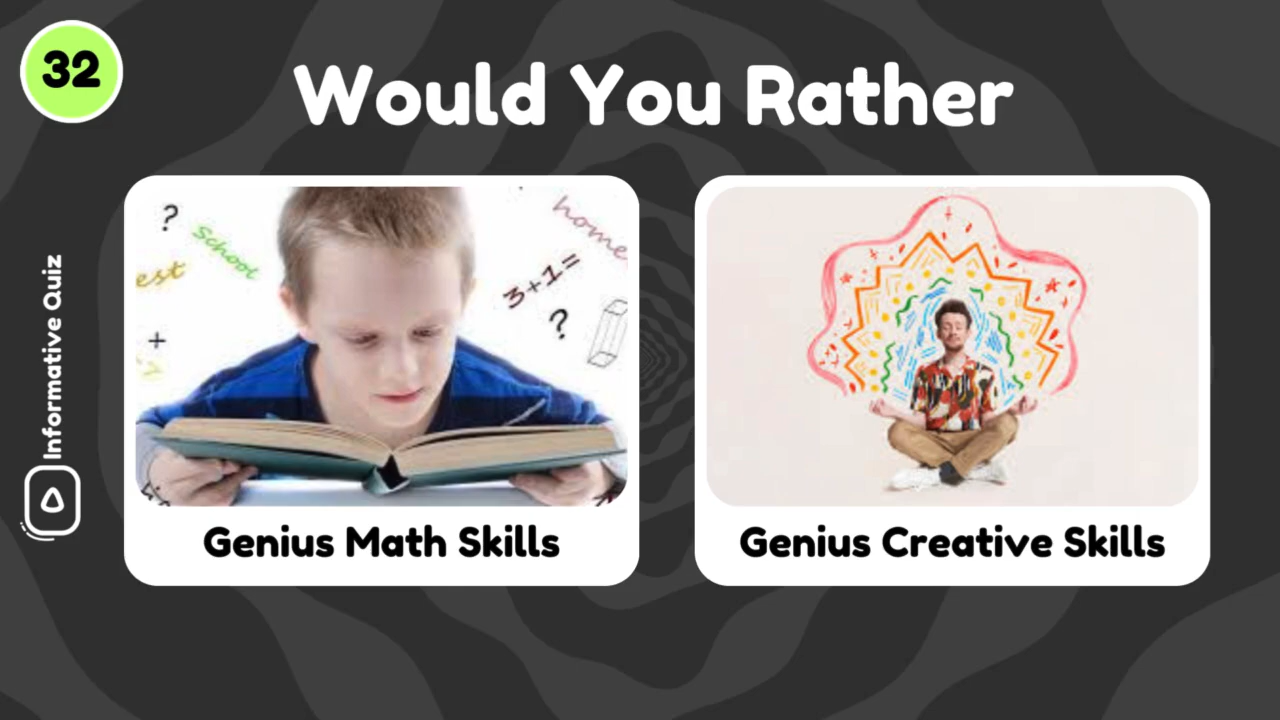 32
Would You Rather
Informative Quiz
?
School
home
est
3+1=
?
+
Genius Math Skills
Genius Creative Skills